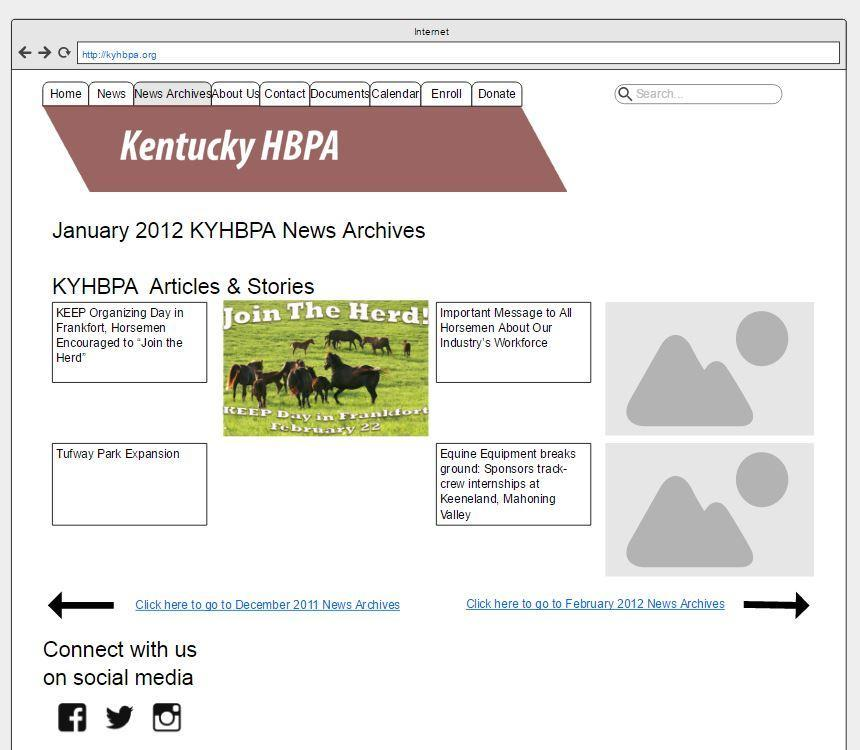 Internet
http://kyhbpa.org
Home News News Archives About Us Contact Documents Calendar Enroll Donate
Search...
Kentucky HBPA
January 2012 KYHBPA News Archives
KYHBPA Articles & Stories
KEEP Organizing Day in
Frankfort, Horsemen
Encouraged to “Join the
Herd”
Join The Herd!
KEEP Day in Frankfort
February 22
Important Message to All
Horsemen About Our
Industry’s Workforce
Tufway Park Expansion
Equine Equipment breaks
ground: Sponsors track-
crew internships at
Keeneland, Mahoning
Valley
Click here to go to December 2011 News Archives
Click here to go to February 2012 News Archives
Connect with us
on social media